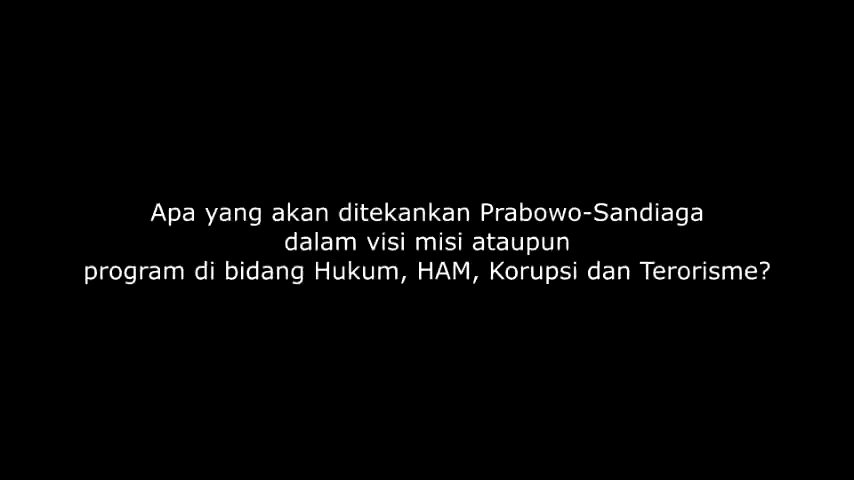 Apa yang akan ditekankan Prabowo-Sandiaga
dalam visi misi ataupun
program di bidang Hukum, HAM, Korupsi dan Terorisme?